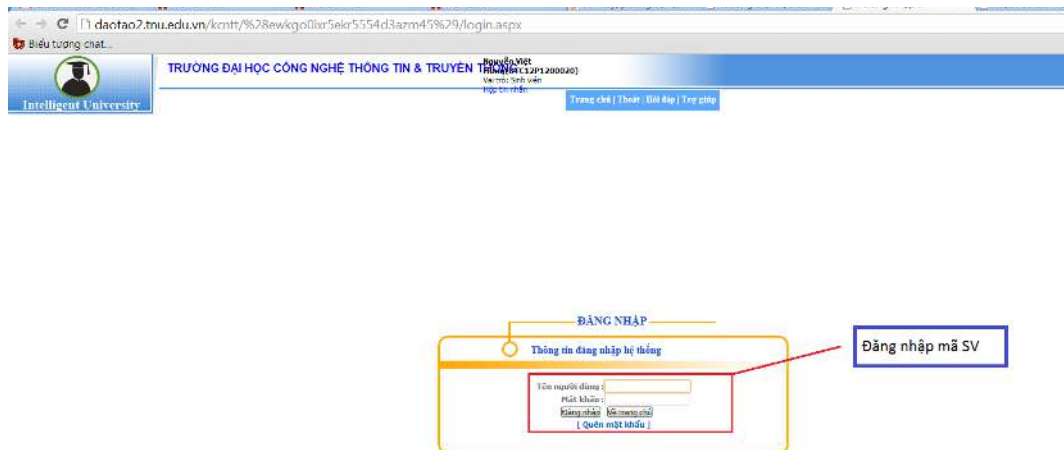 daotao2.tnu.edu.vn/kcntt/
/login.aspx
Biểu tượng chat...
TRƯỜNG ĐẠI HỌC CÔNG NGHỆ THÔNG TIN & TRUYỀN THÔNG
Nguyễn Việt
Vai trò: Sinh viên
Hộp tin nhắn
Intelligent University
Trang chủ | Thoát | Hỏi đáp | Trợ giúp
ĐĂNG NHẬP
Thông tin đăng nhập hệ thống
Đăng nhập mã SV
Tên người dùng :
Mật khẩu :
Đăng nhập Về trang chủ
[ Quên mật khẩu ]